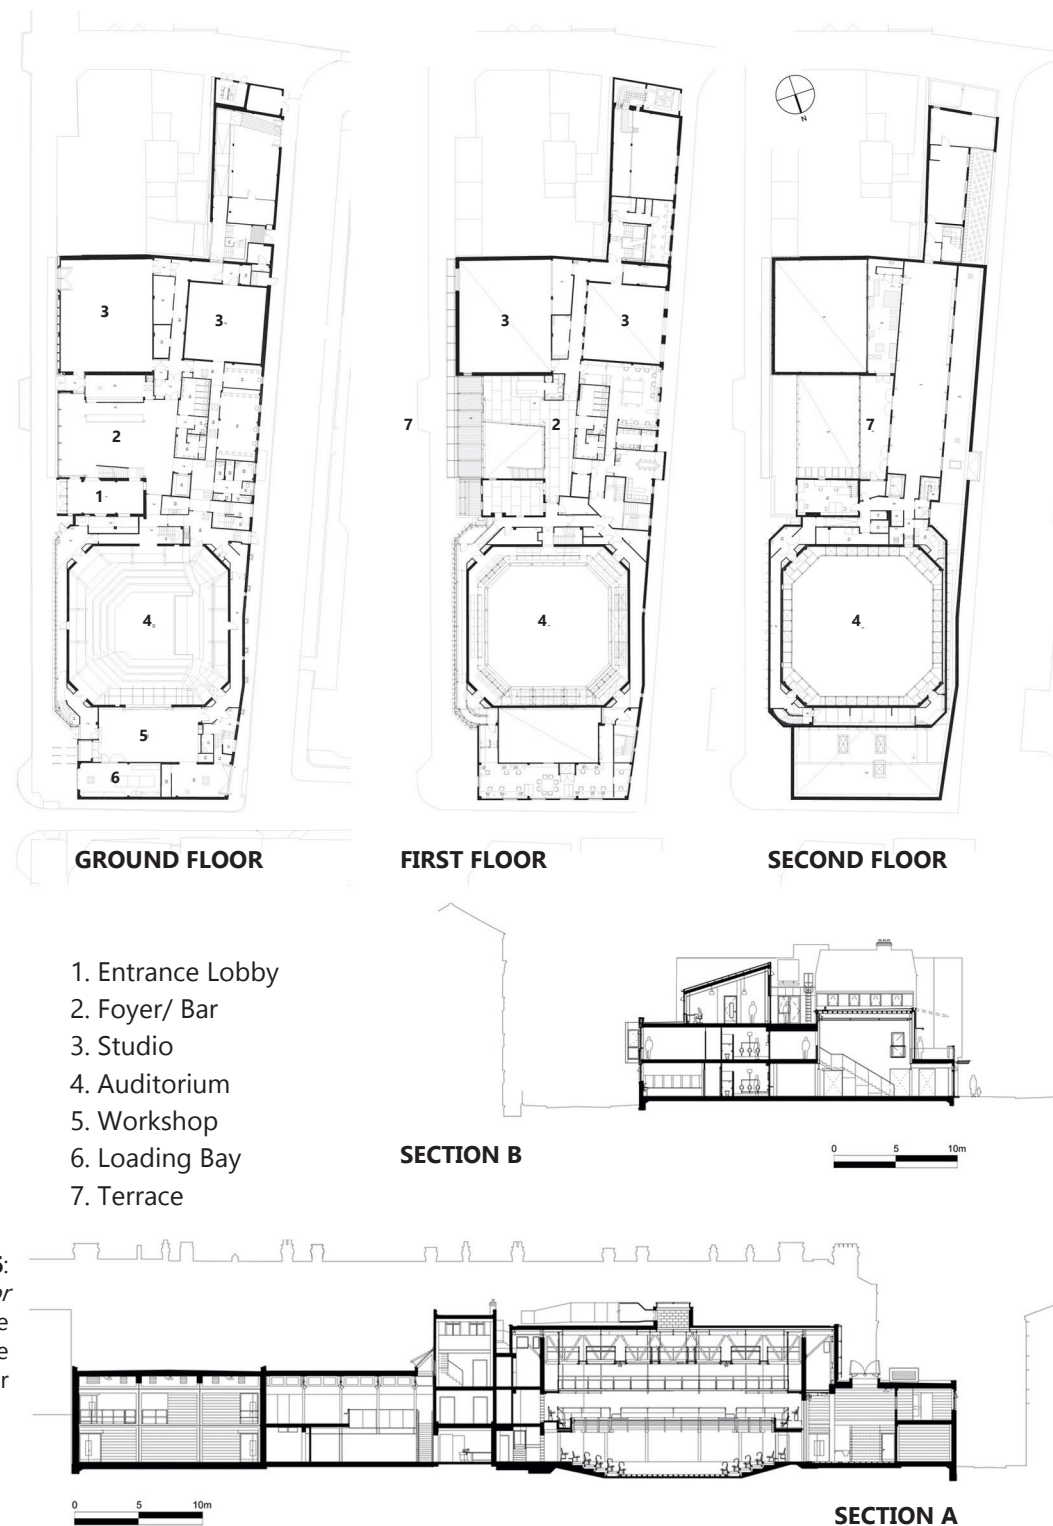 N
3
3
2
1
4
5
6
3
3
7
2
4
7
4
GROUND FLOOR
FIRST FLOOR
SECOND FLOOR
1. Entrance Lobby
2. Foyer/ Bar
3. Studio
4. Auditorium
5. Workshop
6. Loading Bay
7. Terrace
SECTION B
0 5 10m
or
0 5 10m
SECTION A